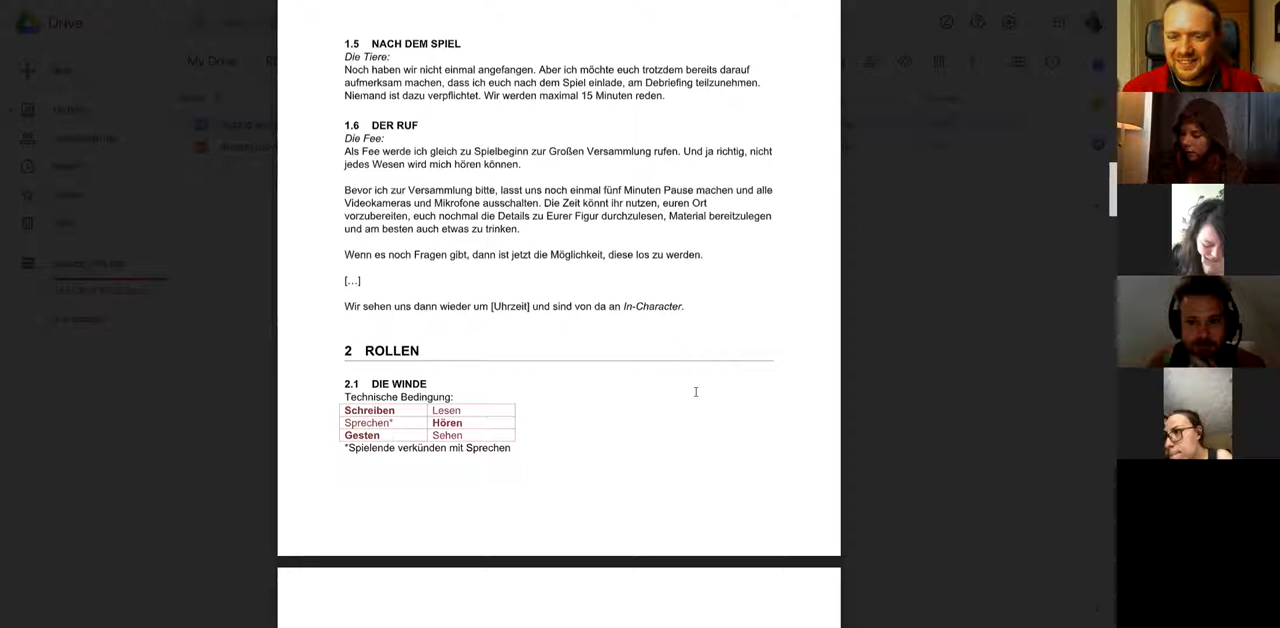 Drive
My Drive
1.5 NACH DEM SPIEL
Die Tiere:
Noch haben wir nicht einmal angefangen. Aber ich möchte euch trotzdem bereits darauf
aufmerksam machen, dass ich euch nach dem Spiel einlade, am Debriefing teilzunehmen.
Niemand ist dazu verpflichtet. Wir werden maximal 15 Minuten reden.
1.6 DER RUF
Die Fee:
Als Fee werde ich gleich zu Spielbeginn zur Großen Versammlung rufen. Und ja richtig, nicht
jedes Wesen wird mich hören können.
Bevor ich zur Versammlung bitte, lasst uns noch einmal fünf Minuten Pause machen und alle
Videokameras und Mikrofone ausschalten. Die Zeit könnt ihr nutzen, euren Ort
vorzubereiten, euch nochmal die Details zu Eurer Figur durchzulesen, Material bereitzulegen
und am besten auch etwas zu trinken.
Wenn es noch Fragen gibt, dann ist jetzt die Möglichkeit, diese los zu werden.
[…]
Wir sehen uns dann wieder um [Uhrzeit] und sind von da an In-Character.
2 ROLLEN
2.1 DIE WINDE
Technische Bedingung:
Schreiben Lesen
Sprechen* Hören
Gesten Sehen
*Spielende verkünden mit Sprechen